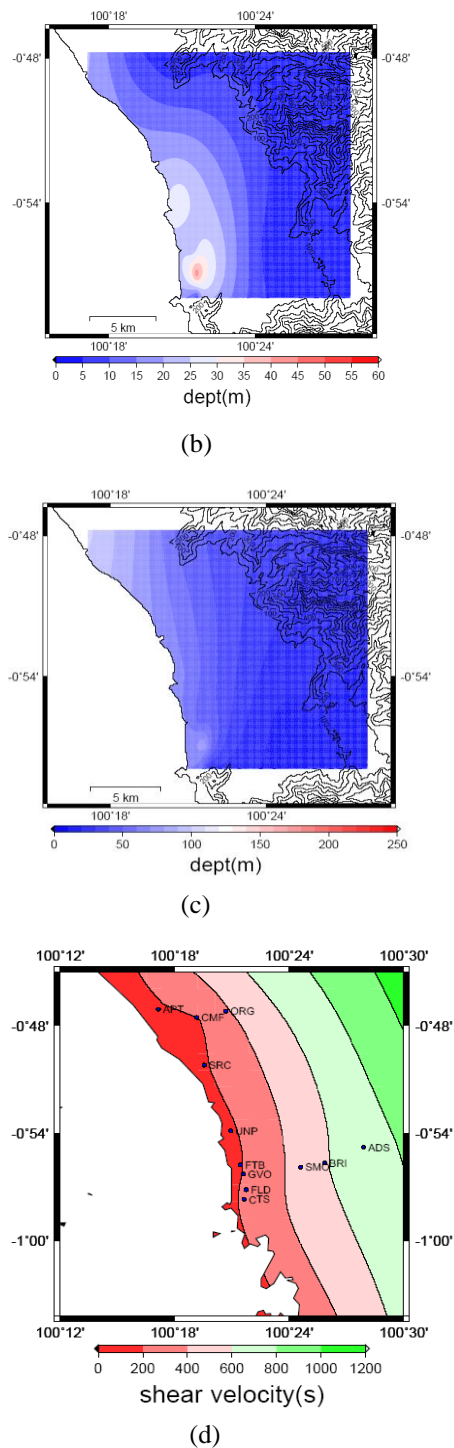 100˚18' 100˚24'
-0˚48' -0˚48'
100
-0˚54' -0˚54'
5 km
100˚18' 100˚24'
0 5 10 15 20 25 30 35 40 45 50 55 60
dept(m)
(b)
100˚18' 100˚24'
-0˚48' -0˚48'
100
-0˚54' -0˚54'
5 km
100˚18' 100˚24'
0 50 100 150 200 250
dept(m)
(c)
100˚12' 100˚18' 100˚24' 100˚30'
-0˚48' -0˚48'
APT
CMF
ORG
SRC
-0˚54' -0˚54'
UNP
ADS
FTB
GVO
SMO
BRI
FLD
CTS
-1˚00' -1˚00'
100˚12' 100˚18' 100˚24' 100˚30'
0 200 400 600 800 1000 1200
shear velocity(s)
(d)